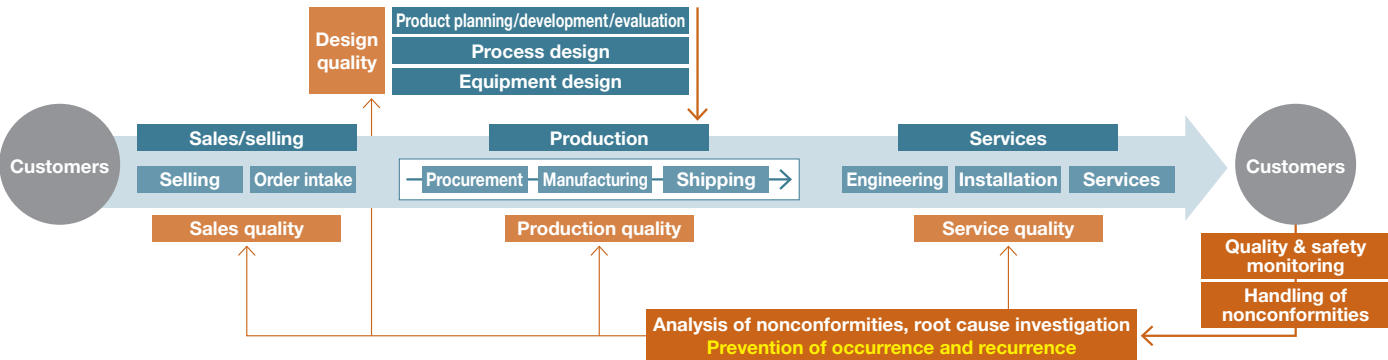 Product planning/development/evaluation
Design
quality
Process design
Equipment design
Customers
Sales/selling
Production
Services
Customers
Selling
Order intake
Procurement
Manufacturing
Shipping
Engineering
Installation
Services
Sales quality
Production quality
Service quality
Quality & safety
monitoring
Handling of
nonconformities
Analysis of nonconformities, root cause investigation
Prevention of occurrence and recurrence